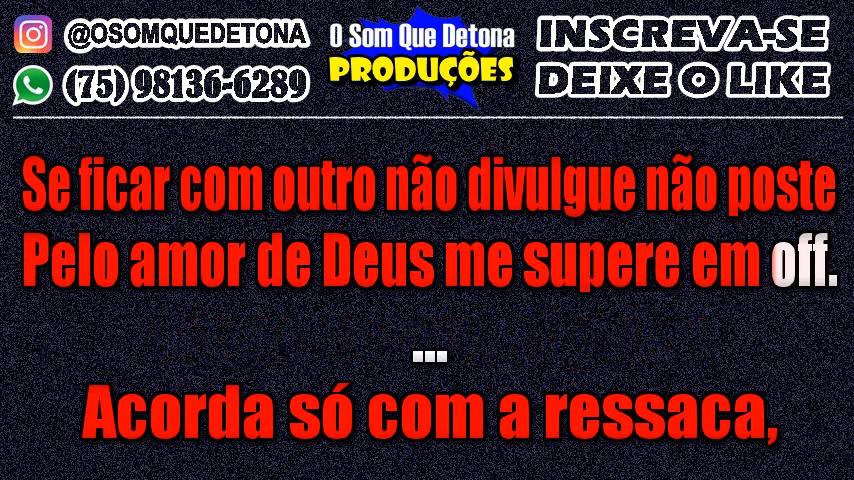 @OSOMQUEDETONA
(75) 98136-6289
O Som Que Detona
PRODUÇÕES
INSCREVA-SE
DEIXE O LIKE
Se ficar com outro não divulgue não poste
Pelo amor de Deus me supere em off.
...
Acorda só com a ressaca,